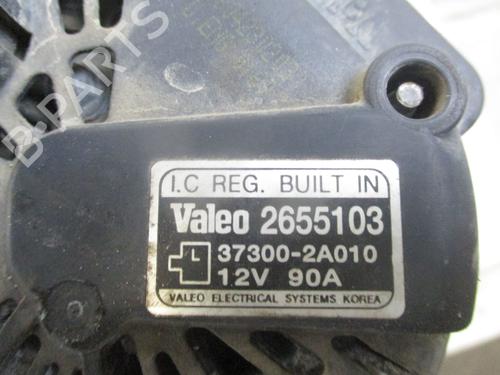 B-PARTS
I.C REG. BUILT IN
Valeo 2655103
L 37300-2A010
12V 90A
VALEO ELECTRICAL SYSTEMS KOREA